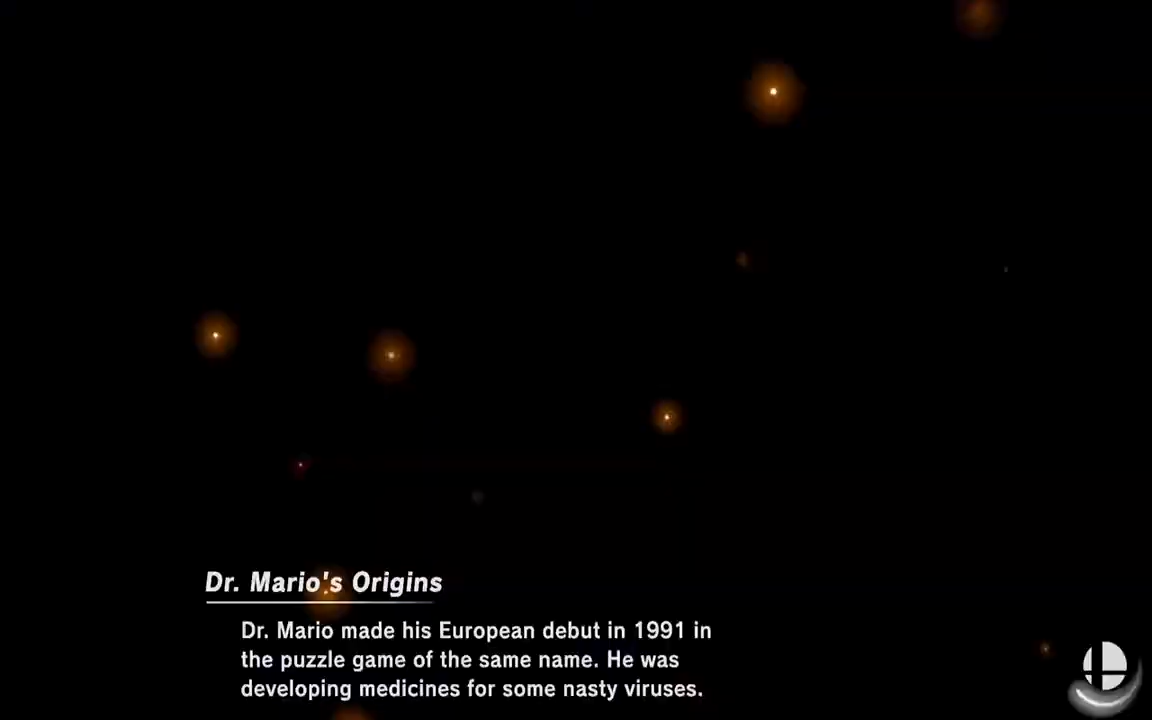 Dr. Mario's Origins
Dr. Mario made his European debut in 1991 in
the puzzle game of the same name. He was
developing medicines for some nasty viruses.